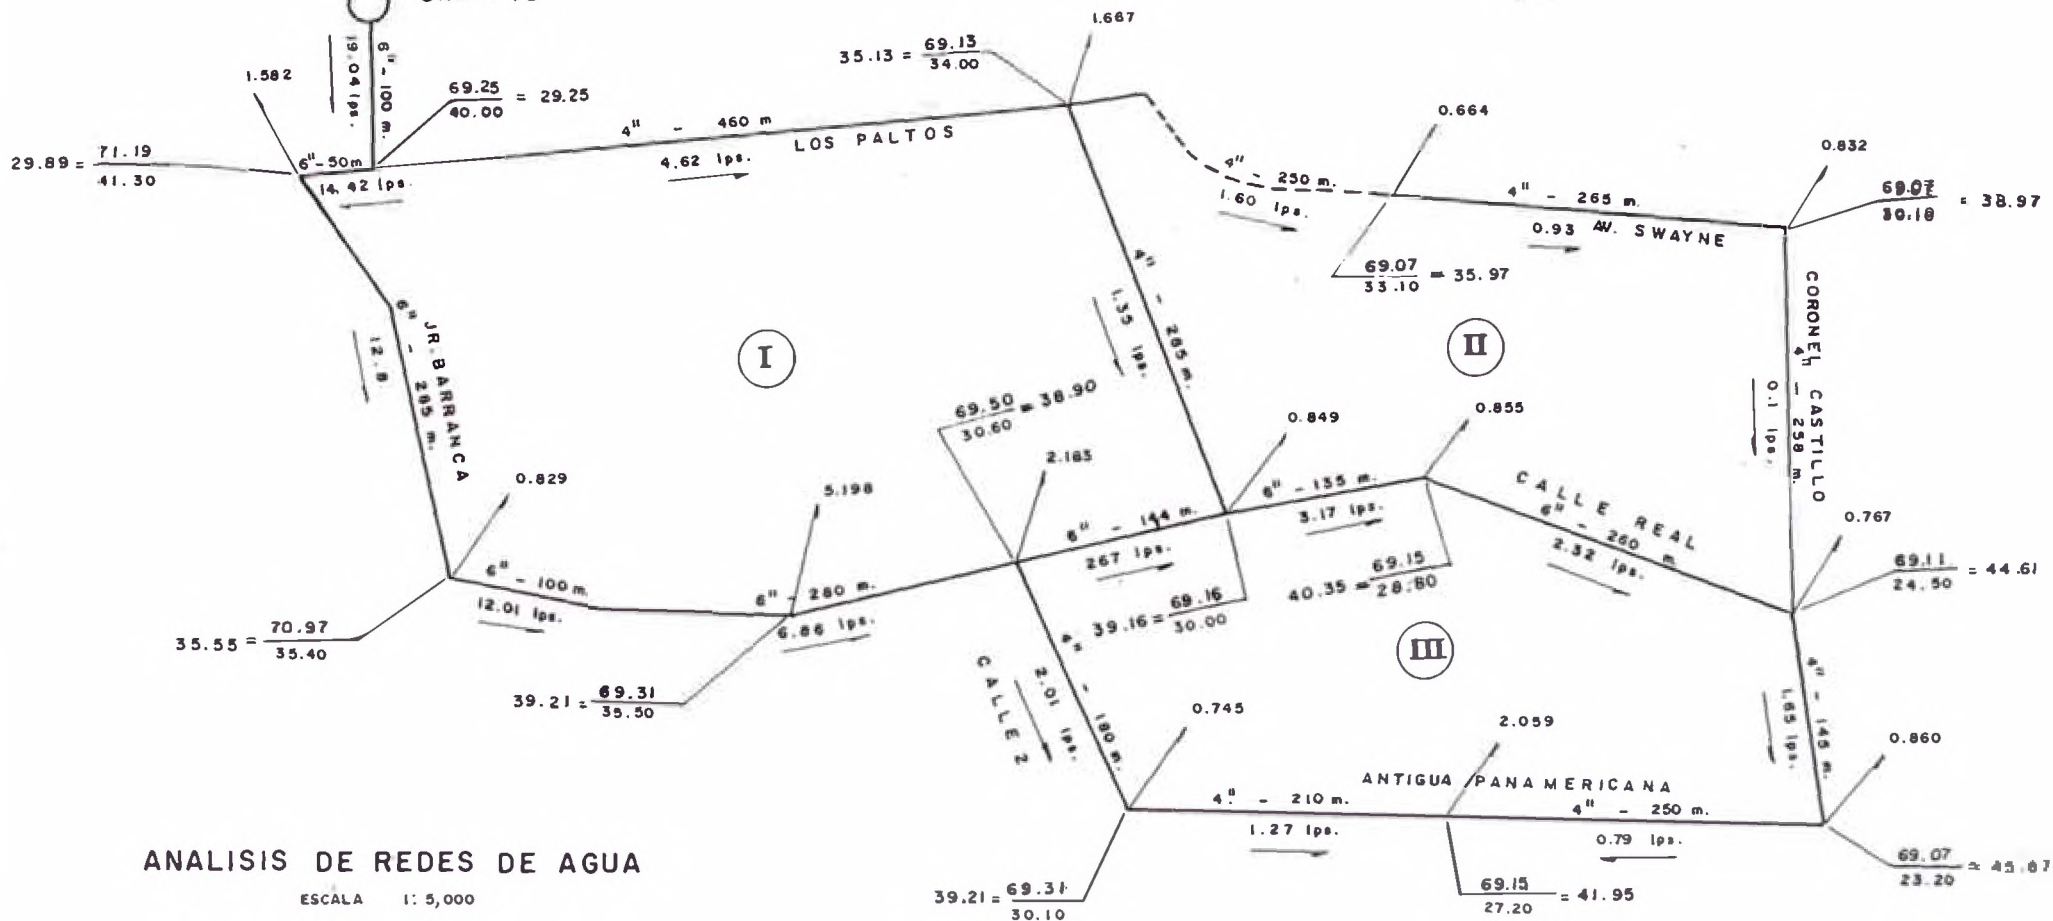 1.667
35.13 = 69.13 / 34.00
6" - 100 m.
19.04 lps.
1.582
69.25 / 40.00 = 29.25
29.89 = 71.19 / 41.30
6" - 50m
14.42 lps.
4" - 460 m
LOS PALTOS
4.62 lps.
0.664
0.832
4" - 250 m.
1.60 lps.
4" - 265 m.
AV. SWAYNE
0.93
69.07 / 30.18 = 38.97
69.07 / 33.10 = 35.97
6" - 285 m.
JR. BARRANCA
12.8
I
4" - 285 m.
1.35 lps.
II
CORONEL CASTILLO
4" - 258 m.
0.1 lps.
69.50 / 30.60 = 38.90
0.849
0.855
2.183
0.829
5.198
6" - 144 m.
267 lps.
6" - 135 m.
3.17 lps.
CALLE REAL
6" - 260 m.
2.32 lps.
0.767
69.11 / 24.50 = 44.61
6" - 100 m.
12.01 lps.
6" - 280 m.
6.86 lps.
39.16 = 69.16 / 30.00
40.35 = 69.15 / 28.80
35.55 = 70.97 / 35.40
III
39.21 = 69.31 / 35.50
CALLE 2
4" - 180 m.
2.01 lps.
4" - 145 m.
1.65 lps.
0.745
2.059
0.860
ANTIGUA PANAMERICANA
4" - 210 m.
1.27 lps.
4" - 250 m.
0.79 lps.
39.21 = 69.31 / 30.10
69.15 / 27.20 = 41.95
69.07 / 23.20 = 45.87
ANALISIS DE REDES DE AGUA
ESCALA 1: 5,000